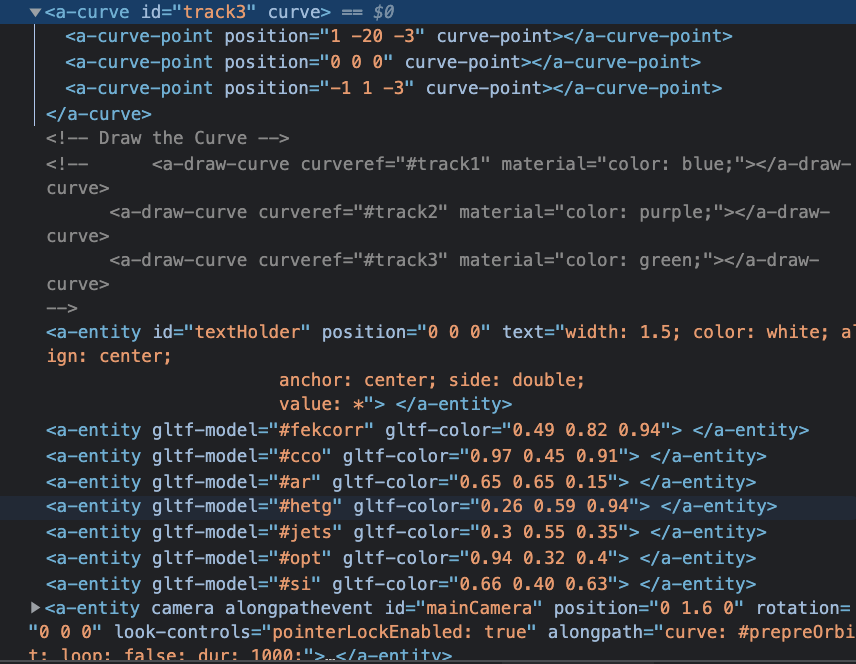 ▼<a-curve id="track3" curve> == $0
<a-curve-point position="1 -20 -3" curve-point></a-curve-point>
<a-curve-point position="0 0 0" curve-point></a-curve-point>
<a-curve-point position="-1 1 -3" curve-point></a-curve-point>
</a-curve>
<!-- Draw the Curve -->
<!--      <a-draw-curve curveref="#track1" material="color: blue;"></a-draw-
curve>
<a-draw-curve curveref="#track2" material="color: purple;"></a-draw-
curve>
<a-draw-curve curveref="#track3" material="color: green;"></a-draw-
curve>
-->
<a-entity id="textHolder" position="0 0 0" text="width: 1.5; color: white; al
ign: center;
anchor: center; side: double;
value: *"> </a-entity>
<a-entity gltf-model="#fekcorr" gltf-color="0.49 0.82 0.94"> </a-entity>
<a-entity gltf-model="#cco" gltf-color="0.97 0.45 0.91"> </a-entity>
<a-entity gltf-model="#ar" gltf-color="0.65 0.65 0.15"> </a-entity>
<a-entity gltf-model="#hetg" gltf-color="0.26 0.59 0.94"> </a-entity>
<a-entity gltf-model="#jets" gltf-color="0.3 0.55 0.35"> </a-entity>
<a-entity gltf-model="#opt" gltf-color="0.94 0.32 0.4"> </a-entity>
<a-entity gltf-model="#si" gltf-color="0.66 0.40 0.63"> </a-entity>
▶<a-entity camera alongpathevent id="mainCamera" position="0 1.6 0" rotation=
"0 0 0" look-controls="pointerLockEnabled: true" alongpath="curve: #prepreOrbi
t; loop: false; dur: 1000;">…</a-entity>